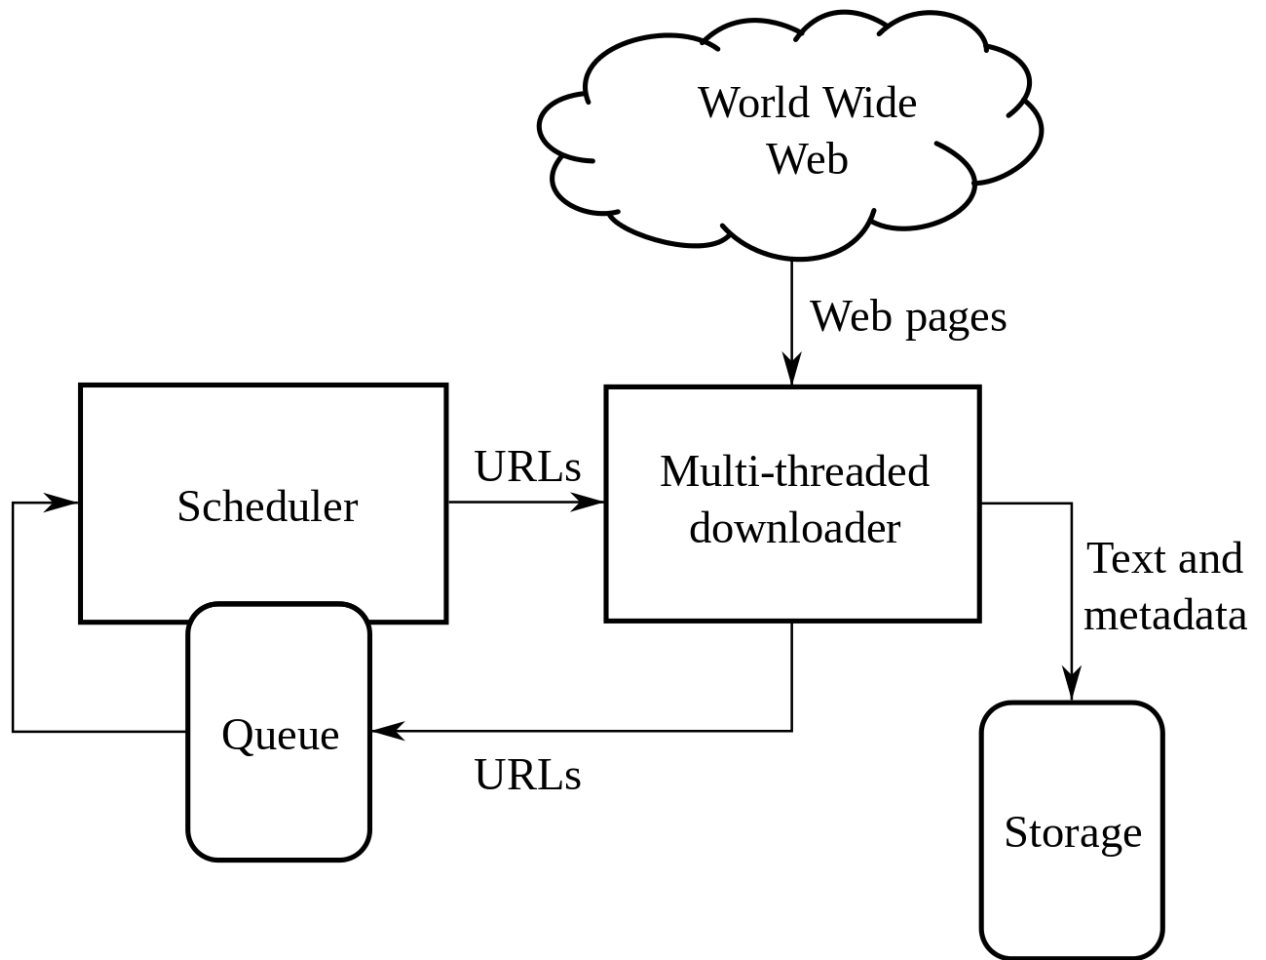 World Wide
Web
Web pages
URLs
Multi-threaded
downloader
Scheduler
Text and
metadata
Queue
URLs
Storage